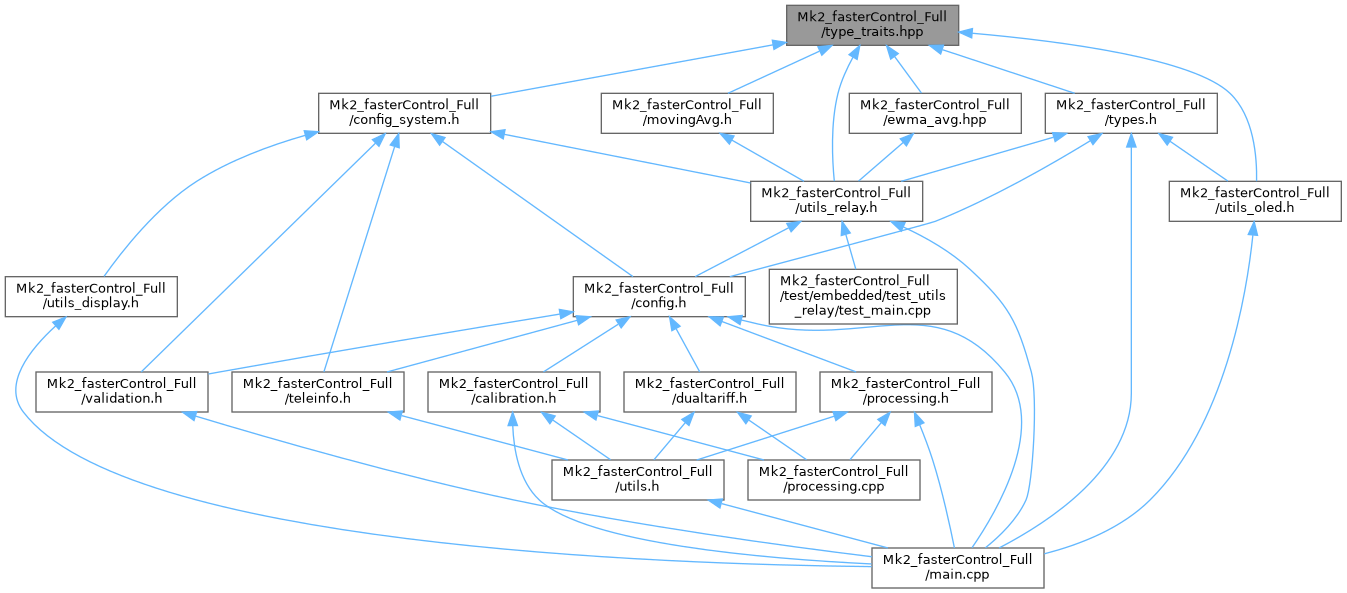 Mk2_fasterControl_Full
/type_traits.hpp
Mk2_fasterControl_Full
/config_system.h
Mk2_fasterControl_Full
/movingAvg.h
Mk2_fasterControl_Full
/ewma_avg.hpp
Mk2_fasterControl_Full
/types.h
Mk2_fasterControl_Full
/utils_relay.h
Mk2_fasterControl_Full
/utils_oled.h
Mk2_fasterControl_Full
/utils_display.h
Mk2_fasterControl_Full
/config.h
Mk2_fasterControl_Full
/test/embedded/test_utils
_relay/test_main.cpp
Mk2_fasterControl_Full
/validation.h
Mk2_fasterControl_Full
/teleinfo.h
Mk2_fasterControl_Full
/calibration.h
Mk2_fasterControl_Full
/dualtariff.h
Mk2_fasterControl_Full
/processing.h
Mk2_fasterControl_Full
/utils.h
Mk2_fasterControl_Full
/processing.cpp
Mk2_fasterControl_Full
/main.cpp